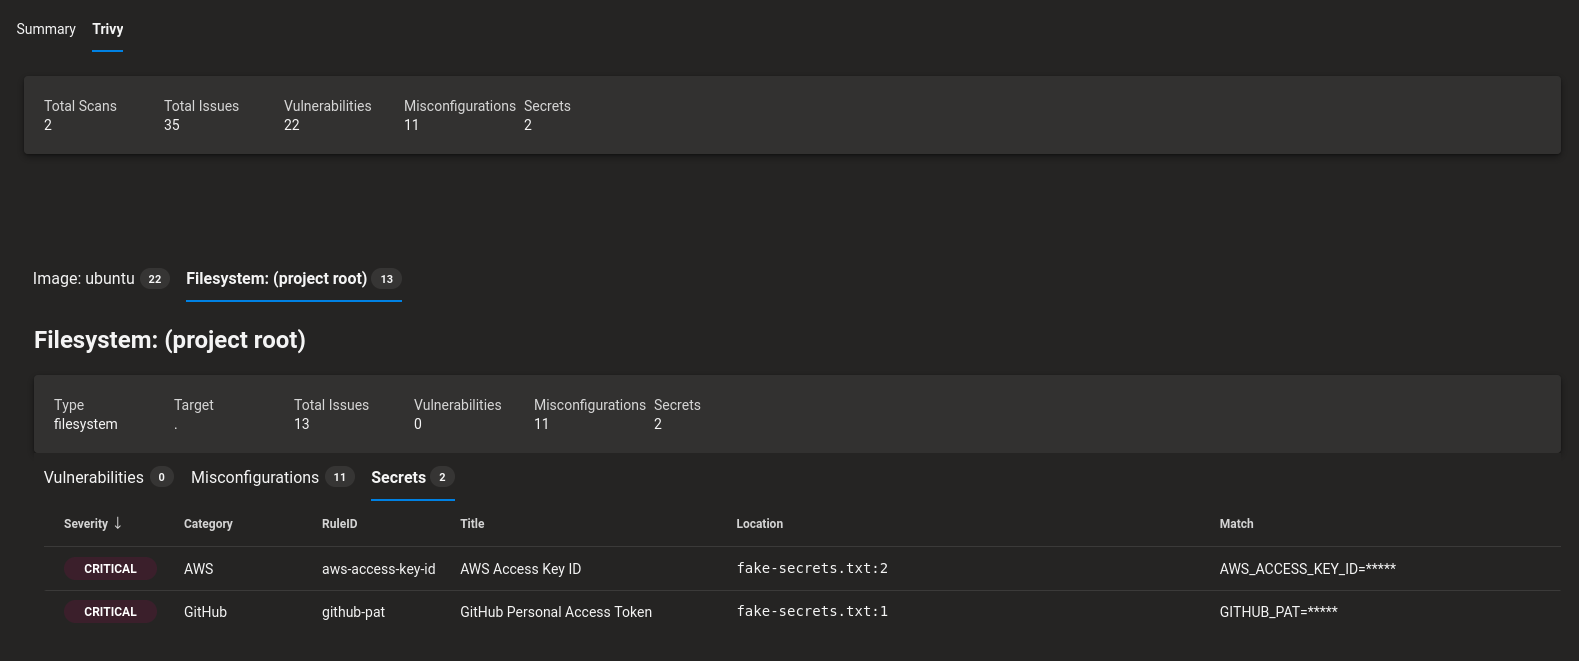 Summary Trivy
Total Scans Total Issues Vulnerabilities Misconfigurations Secrets
2 35 22 11 2
Image: ubuntu 22 Filesystem: (project root) 13
Filesystem: (project root)
Type Target Total Issues Vulnerabilities Misconfigurations Secrets
filesystem . 13 0 11 2
Vulnerabilities 0 Misconfigurations 11 Secrets 2
Severity ↓ Category RuleID Title Location Match
CRITICAL AWS aws-access-key-id AWS Access Key ID fake-secrets.txt:2 AWS_ACCESS_KEY_ID=*****
CRITICAL GitHub github-pat GitHub Personal Access Token fake-secrets.txt:1 GITHUB_PAT=*****